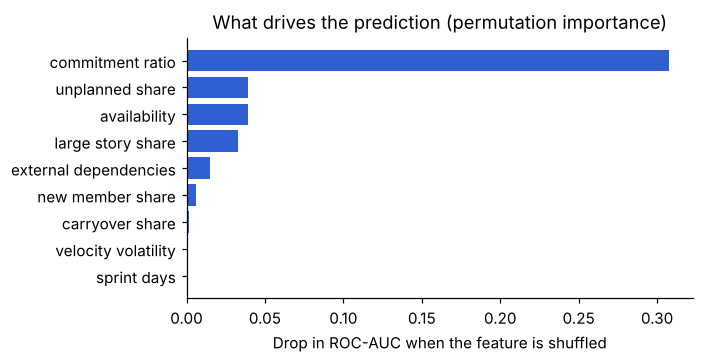 What drives the prediction (permutation importance)
commitment ratio
unplanned share
availability
large story share
external dependencies
new member share
carryover share
velocity volatility
sprint days
0.00 0.05 0.10 0.15 0.20 0.25 0.30
Drop in ROC-AUC when the feature is shuffled